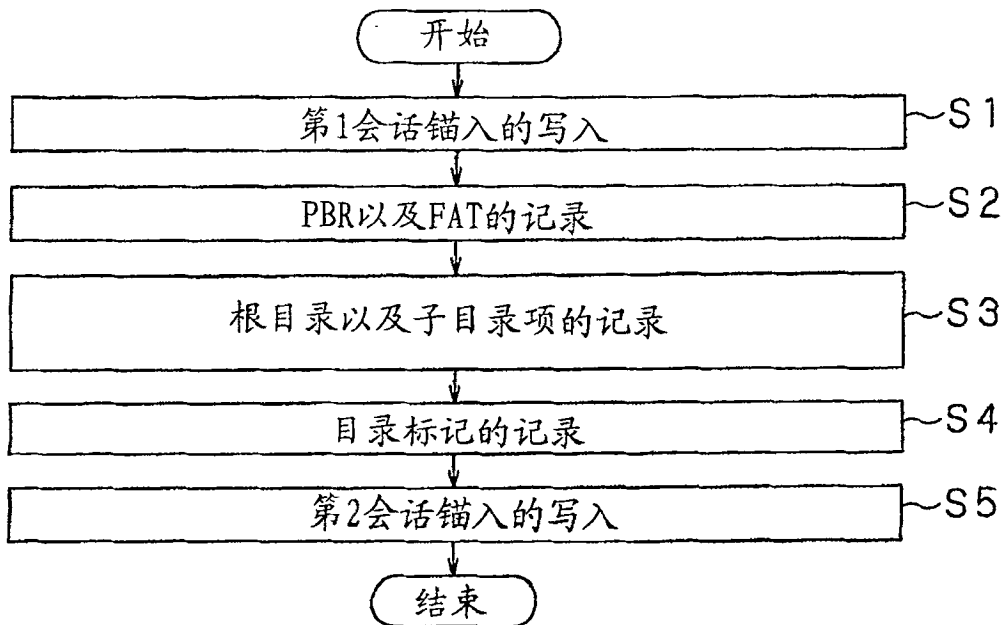 开始
第1会话锚入的写入
S1
PBR以及FAT的记录
S2
根目录以及子目录项的记录
S3
目录标记的记录
S4
第2会话锚入的写入
S5
结束